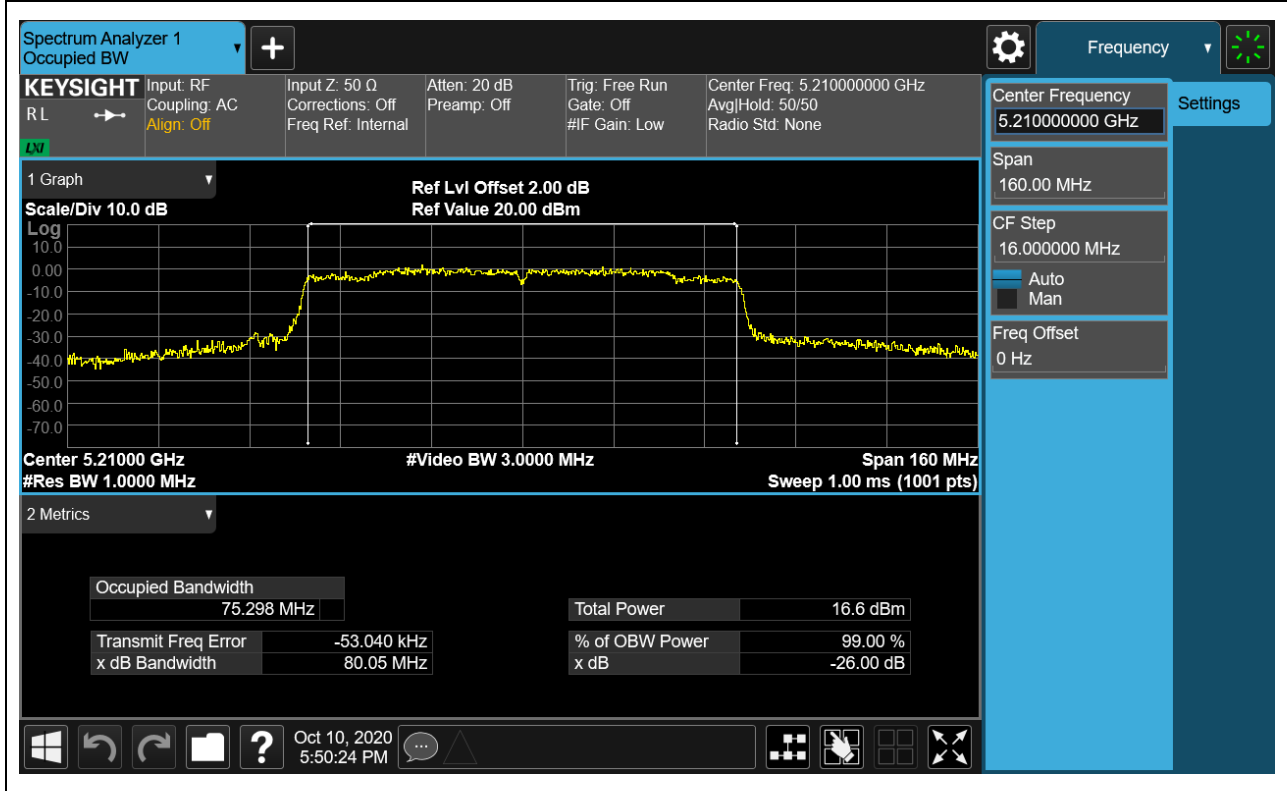 Spectrum Analyzer 1
Occupied BW
Frequency
KEYSIGHT
R L
LXI
Input: RF
Coupling: AC
Align: Off
Input Z: 50 Ω
Corrections: Off
Freq Ref: Internal
Atten: 20 dB
Preamp: Off
Trig: Free Run
Gate: Off
#IF Gain: Low
Center Freq: 5.210000000 GHz
Avg|Hold: 50/50
Radio Std: None
Center Frequency
5.210000000 GHz
Settings
Span
160.00 MHz
CF Step
16.000000 MHz
Auto
Man
Freq Offset
0 Hz
1 Graph
Ref Lvl Offset 2.00 dB
Scale/Div 10.0 dB
Ref Value 20.00 dBm
Log
10.0
0.00
-10.0
-20.0
-30.0
-40.0
-50.0
-60.0
-70.0
Center 5.21000 GHz
#Video BW 3.0000 MHz
Span 160 MHz
#Res BW 1.0000 MHz
Sweep 1.00 ms (1001 pts)
2 Metrics
Occupied Bandwidth
75.298 MHz
Total Power 16.6 dBm
Transmit Freq Error -53.040 kHz
% of OBW Power 99.00 %
x dB Bandwidth 80.05 MHz
x dB -26.00 dB
?
Oct 10, 2020
5:50:24 PM